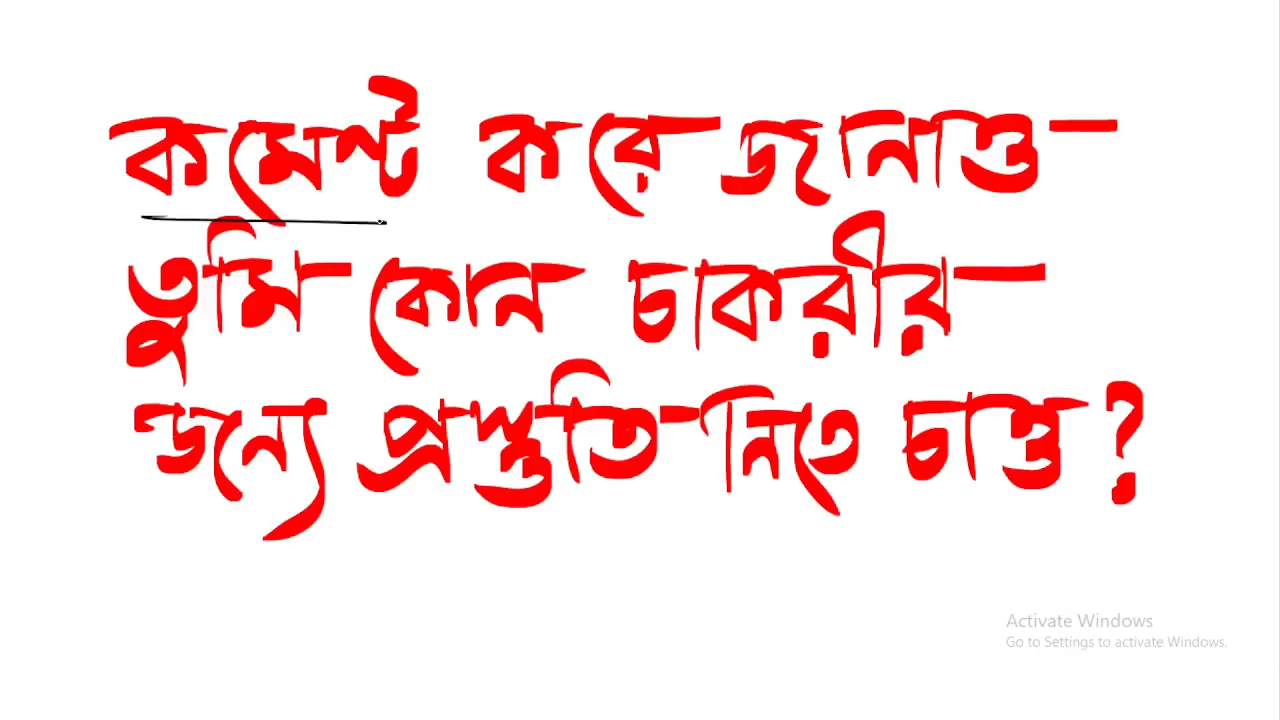 কমেন্ট করে জানাও
তুমি কোন চাকরীর
জন্যে প্রস্তুতি নিতে চাও ?
Activate Windows
Go to Settings to activate Windows.